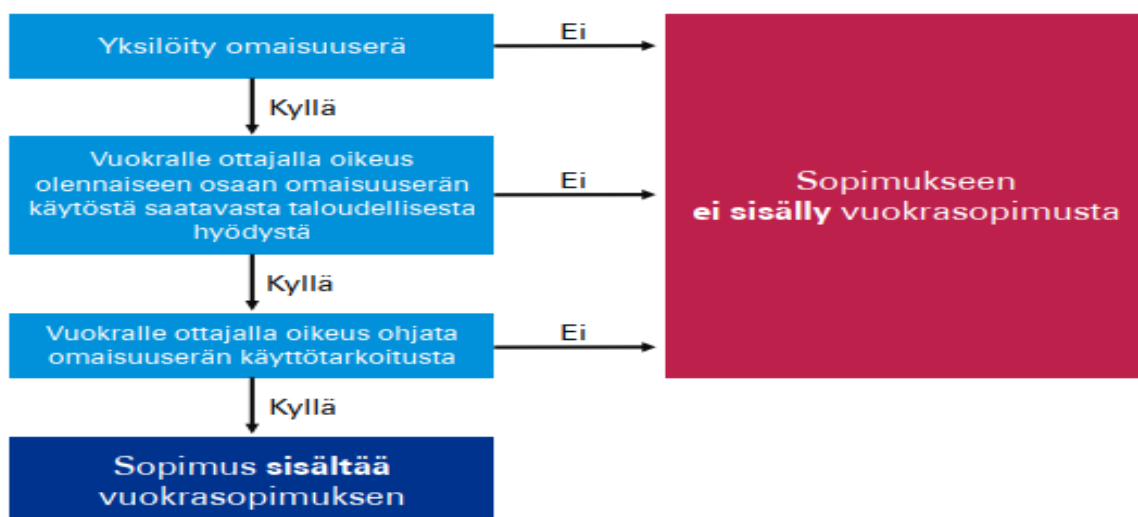 Yksilöity omaisuuserä
Ei
Kyllä
Vuokralle ottajalla oikeus
olennaiseen osaan omaisuuserän
käytöstä saatavasta taloudellisesta
hyödystä
Ei
Kyllä
Vuokralle ottajalla oikeus ohjata
omaisuuserän käyttötarkoitusta
Ei
Kyllä
Sopimus sisältää
vuokrasopimuksen
Sopimukseen
ei sisälly vuokrasopimusta